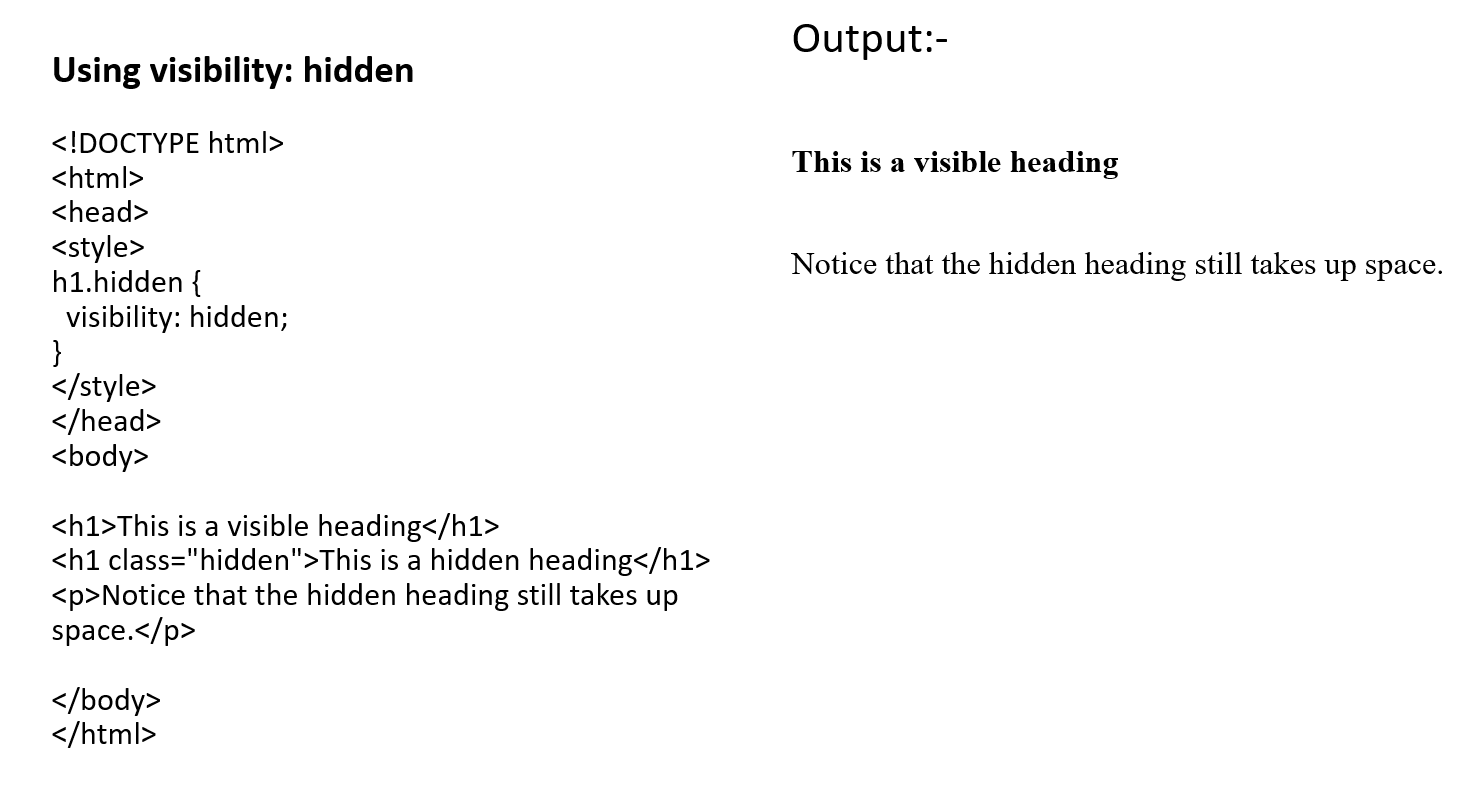 Using visibility: hidden
<!DOCTYPE html>
<html>
<head>
<style>
h1.hidden {
  visibility: hidden;
}
</style>
</head>
<body>
<h1>This is a visible heading</h1>
<h1 class="hidden">This is a hidden heading</h1>
<p>Notice that the hidden heading still takes up
space.</p>
</body>
</html>
Output:-
This is a visible heading
Notice that the hidden heading still takes up space.